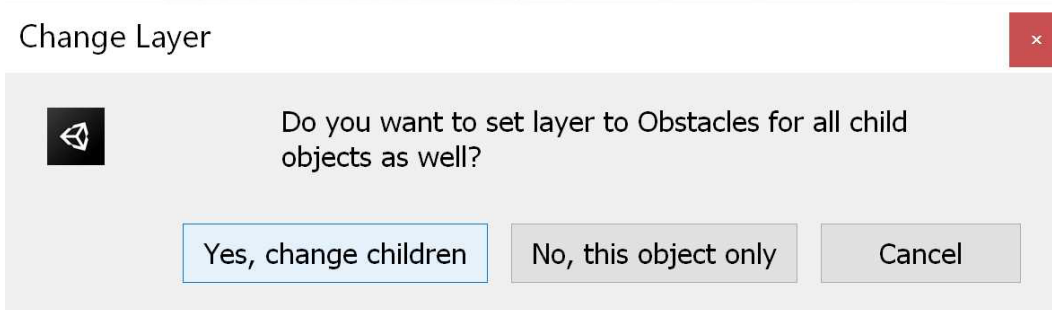 Change Layer
Do you want to set layer to Obstacles for all child
objects as well?
Yes, change children
No, this object only
Cancel